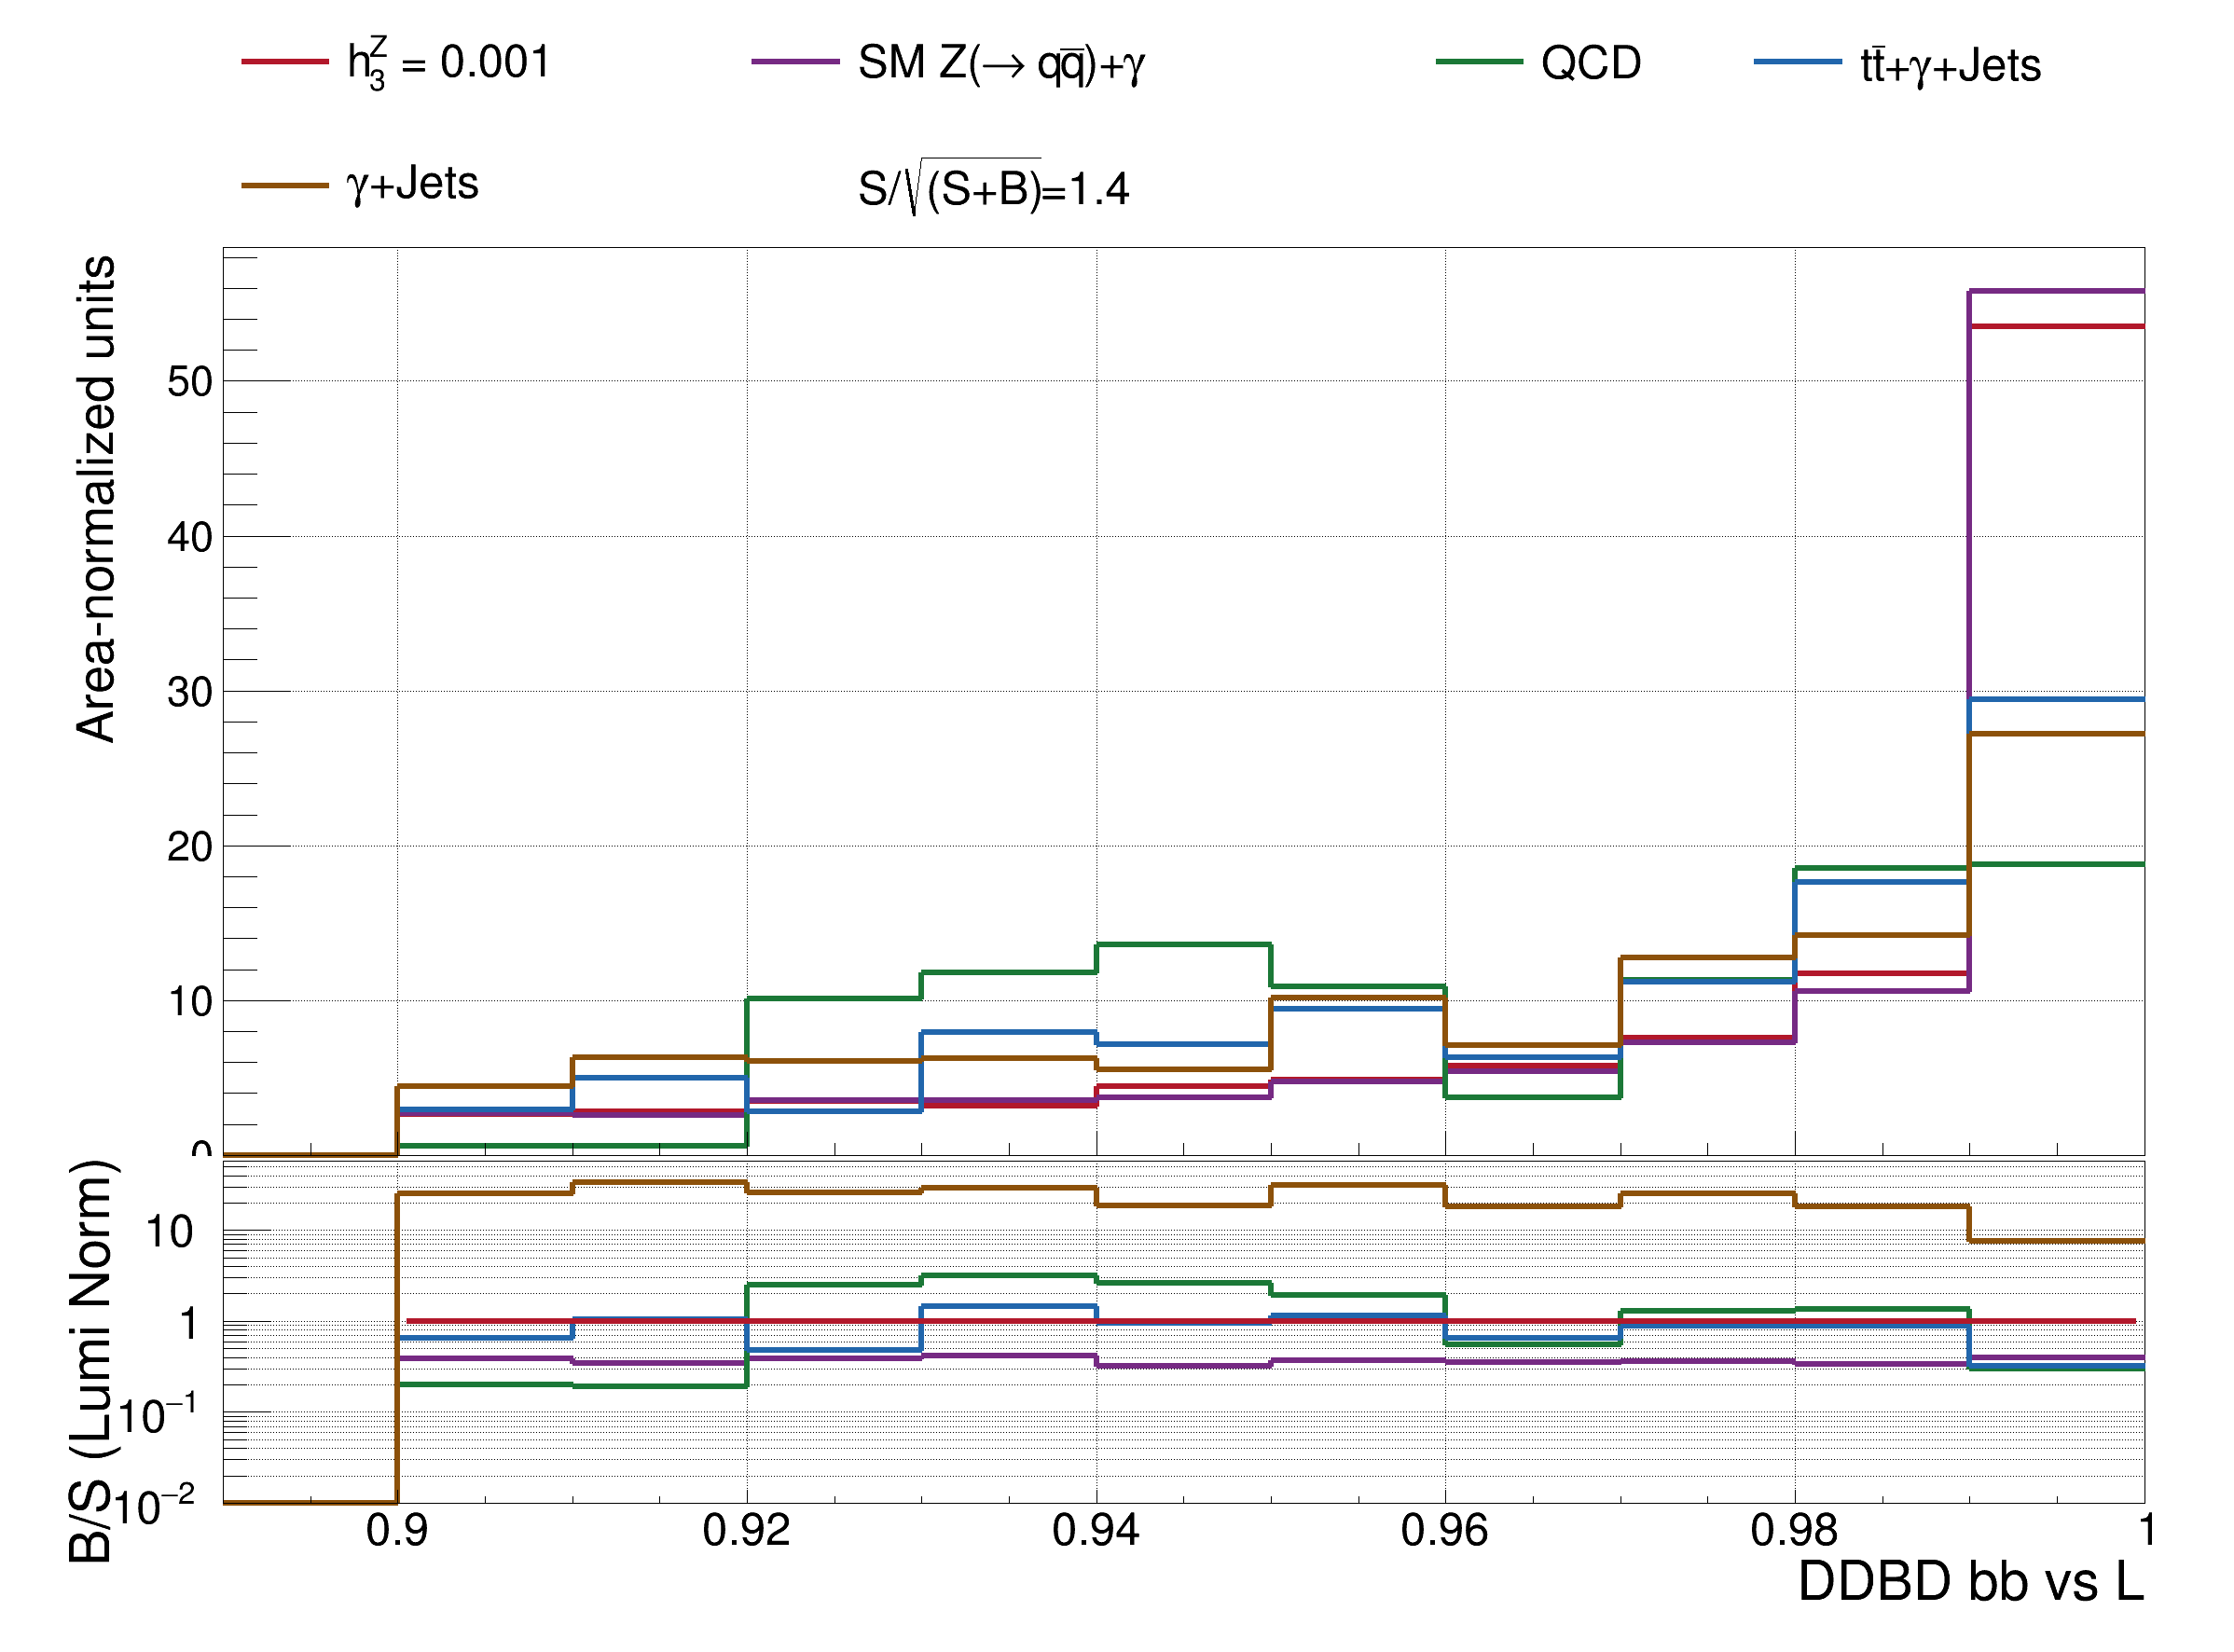 h₃ᶻ = 0.001 SM Z(→ qq̅)+γ QCD tt̅+γ+Jets
γ+Jets S/√(S+B)=1.4
Area-normalized units
50
40
30
20
10
0
B/S (Lumi Norm)
10
1
10⁻¹
10⁻²
0.9 0.92 0.94 0.96 0.98 1
DDBD bb vs L